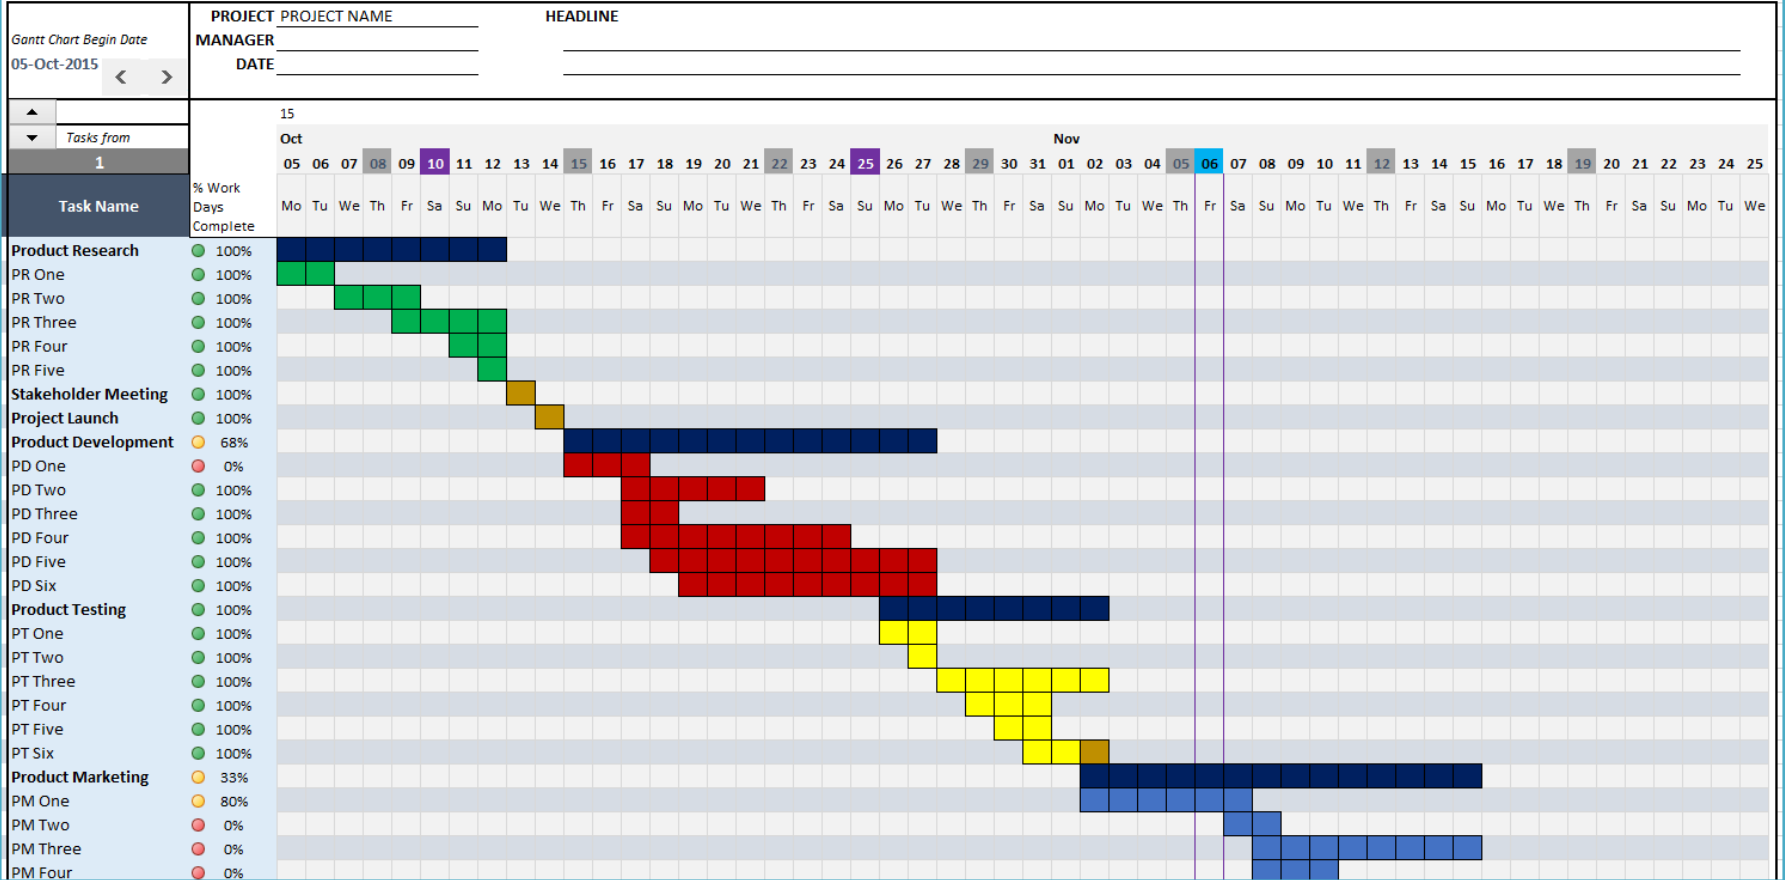 PROJECT PROJECT NAME HEADLINE
Gantt Chart Begin Date MANAGER
05-Oct-2015 DATE
15
Tasks from Oct Nov
1 05 06 07 08 09 10 11 12 13 14 15 16 17 18 19 20 21 22 23 24 25 26 27 28 29 30 31 01 02 03 04 05 06 07 08 09 10 11 12 13 14 15 16 17 18 19 20 21 22 23 24 25
% Work
Task Name Days Mo Tu We Th Fr Sa Su Mo Tu We Th Fr Sa Su Mo Tu We Th Fr Sa Su Mo Tu We Th Fr Sa Su Mo Tu We Th Fr Sa Su Mo Tu We Th Fr Sa Su Mo Tu We Th Fr Sa Su Mo Tu We
Complete
Product Research 100%
PR One 100%
PR Two 100%
PR Three 100%
PR Four 100%
PR Five 100%
Stakeholder Meeting 100%
Project Launch 100%
Product Development 68%
PD One 0%
PD Two 100%
PD Three 100%
PD Four 100%
PD Five 100%
PD Six 100%
Product Testing 100%
PT One 100%
PT Two 100%
PT Three 100%
PT Four 100%
PT Five 100%
PT Six 100%
Product Marketing 33%
PM One 80%
PM Two 0%
PM Three 0%
PM Four 0%